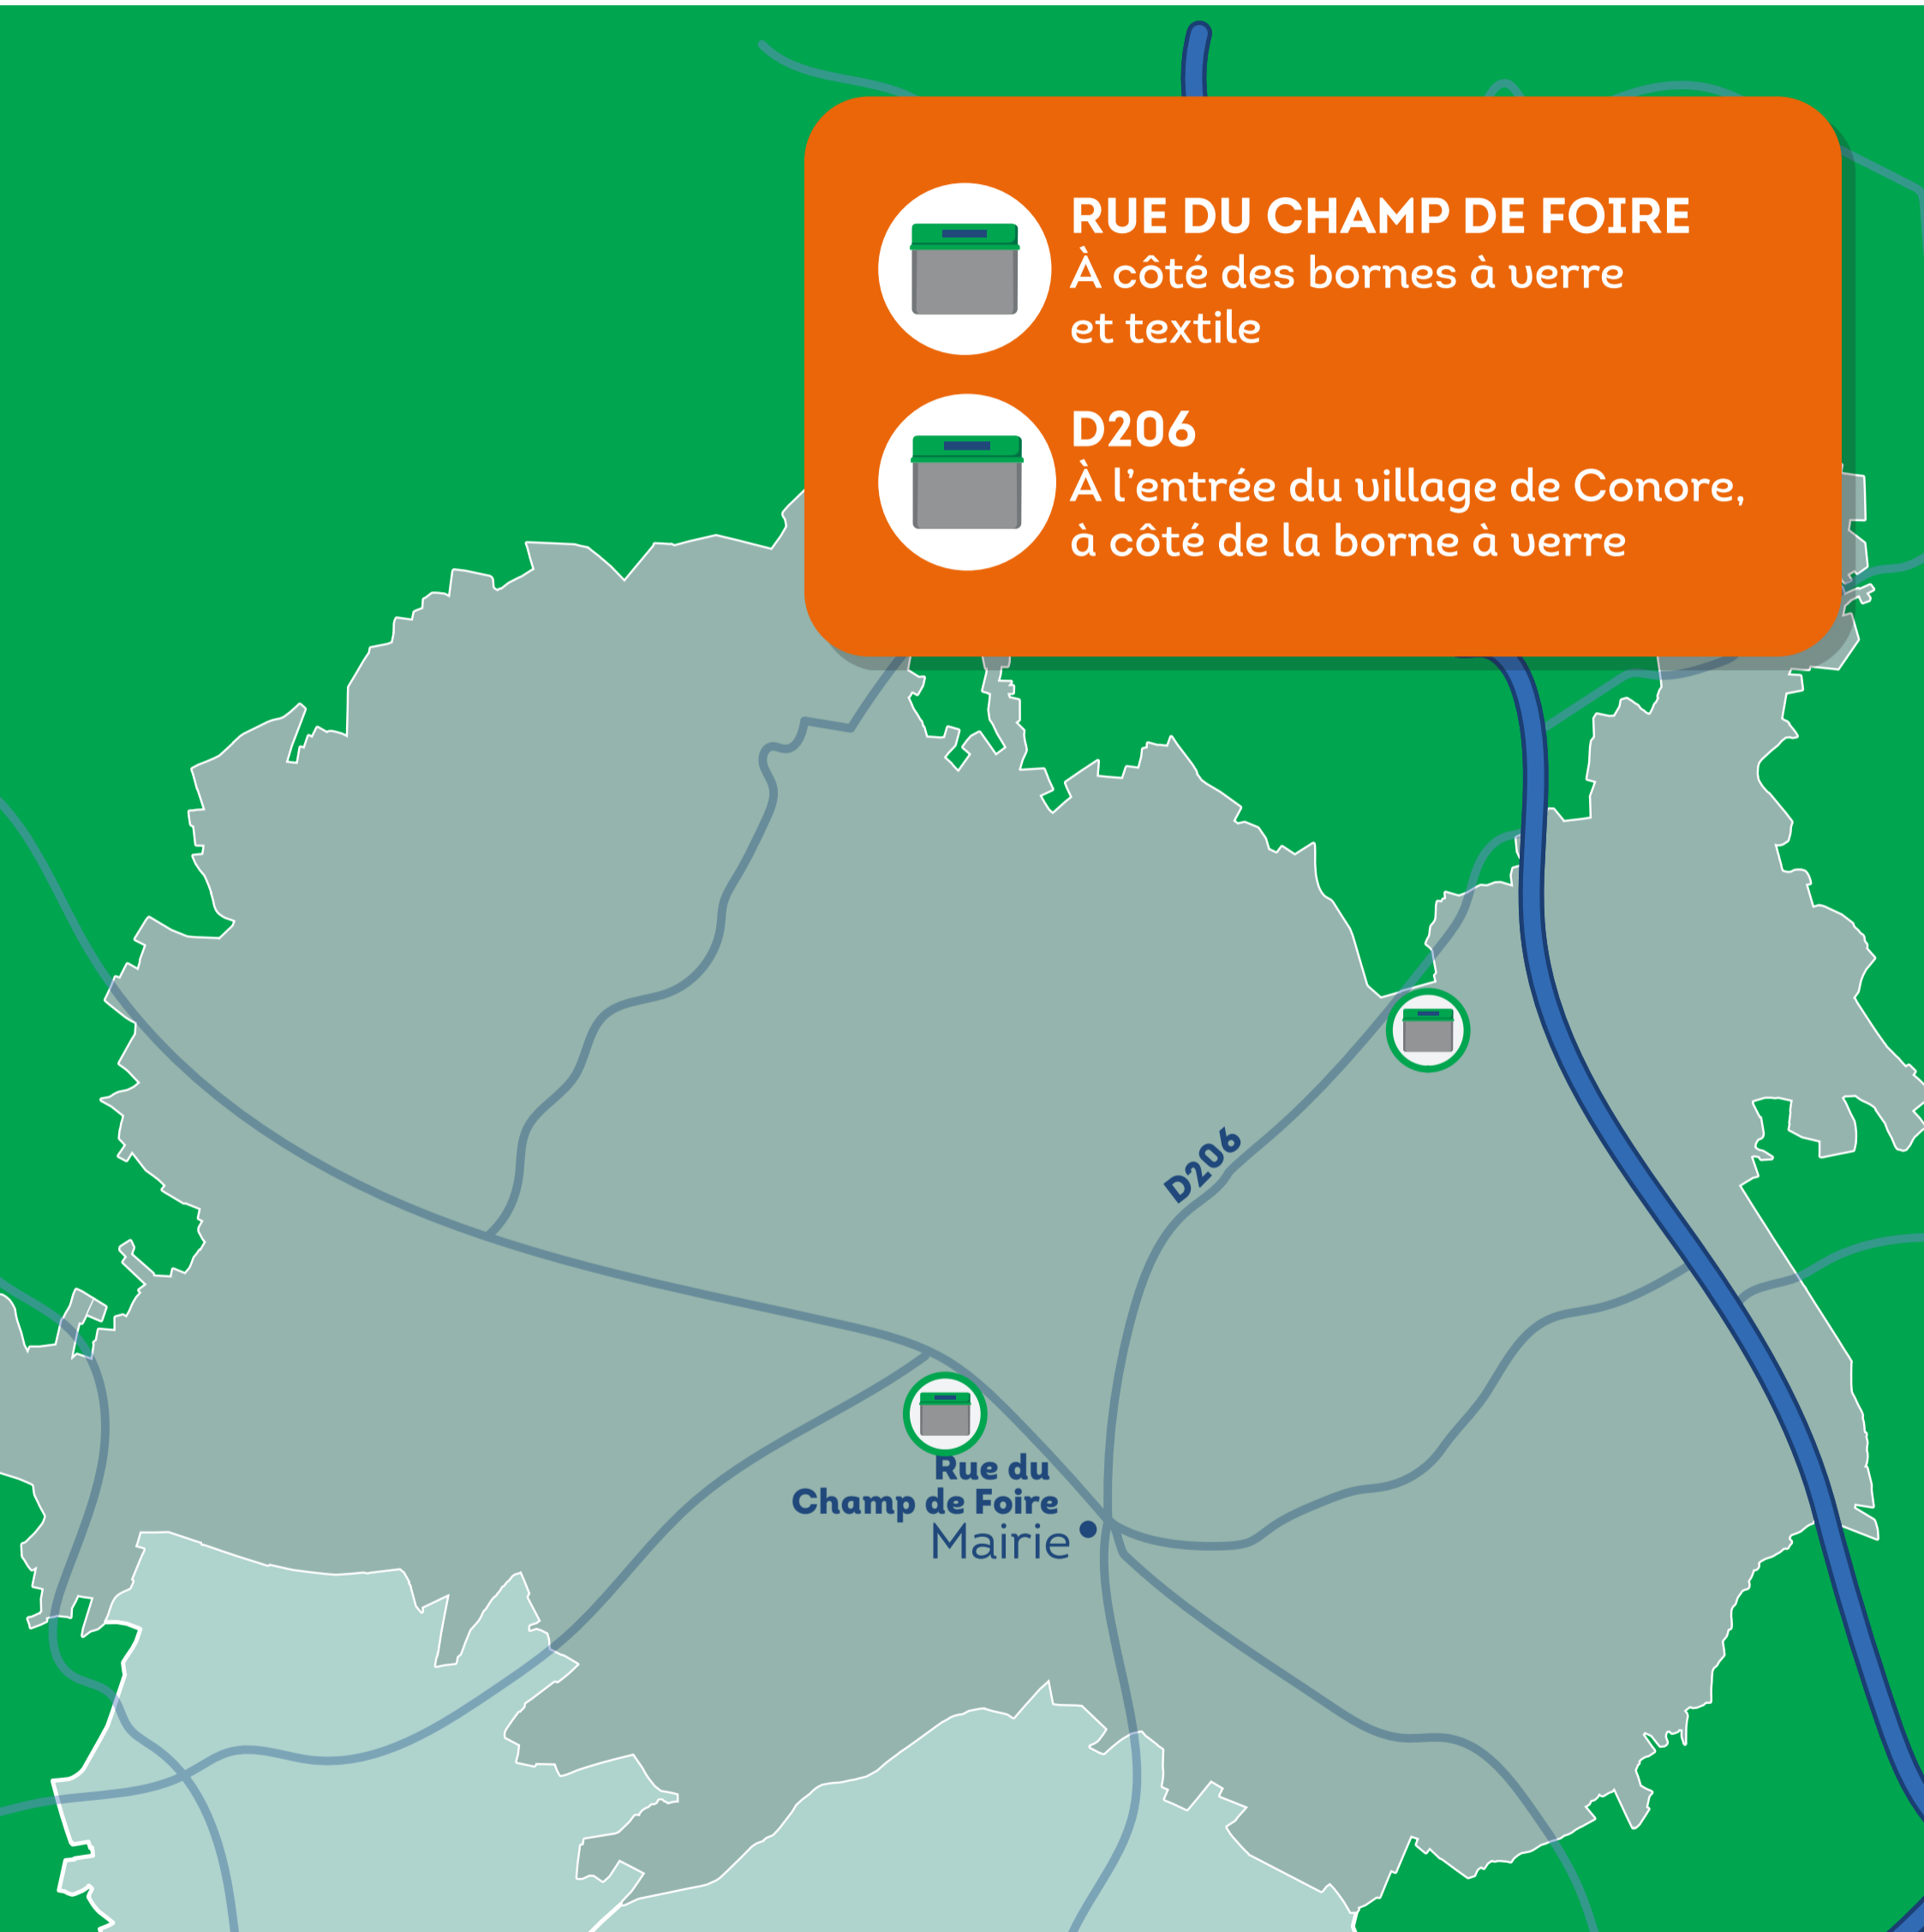 RUE DU CHAMP DE FOIRE
À côté des bornes à verre
et textile
D206
À l'entrée du village de Conore,
à côté de la borne à verre
D206
Rue du
Champ de Foire
Mairie